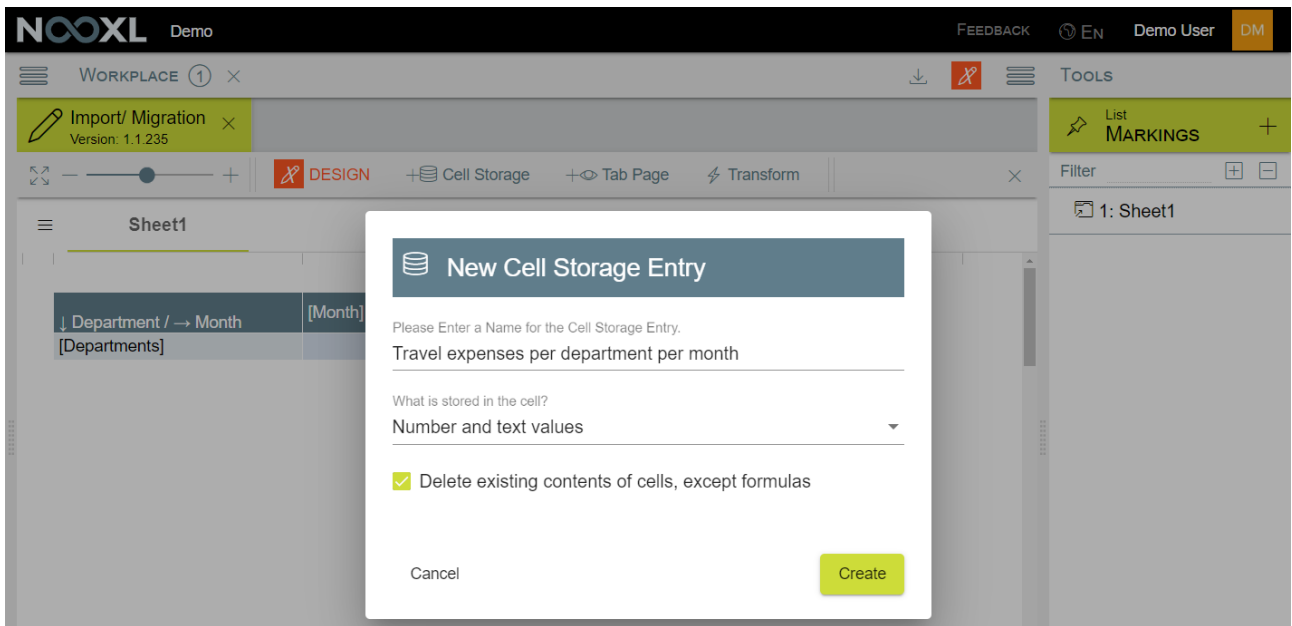 NOOXL Demo FEEDBACK EN Demo User DM
WORKPLACE 1 TOOLS
Import/ Migration
Version: 1.1.235
List
MARKINGS
DESIGN Cell Storage Tab Page Transform
Filter
Sheet1
1: Sheet1
New Cell Storage Entry
↓ Department / → Month [Month]
[Departments]
Please Enter a Name for the Cell Storage Entry.
Travel expenses per department per month
What is stored in the cell?
Number and text values
Delete existing contents of cells, except formulas
Cancel Create